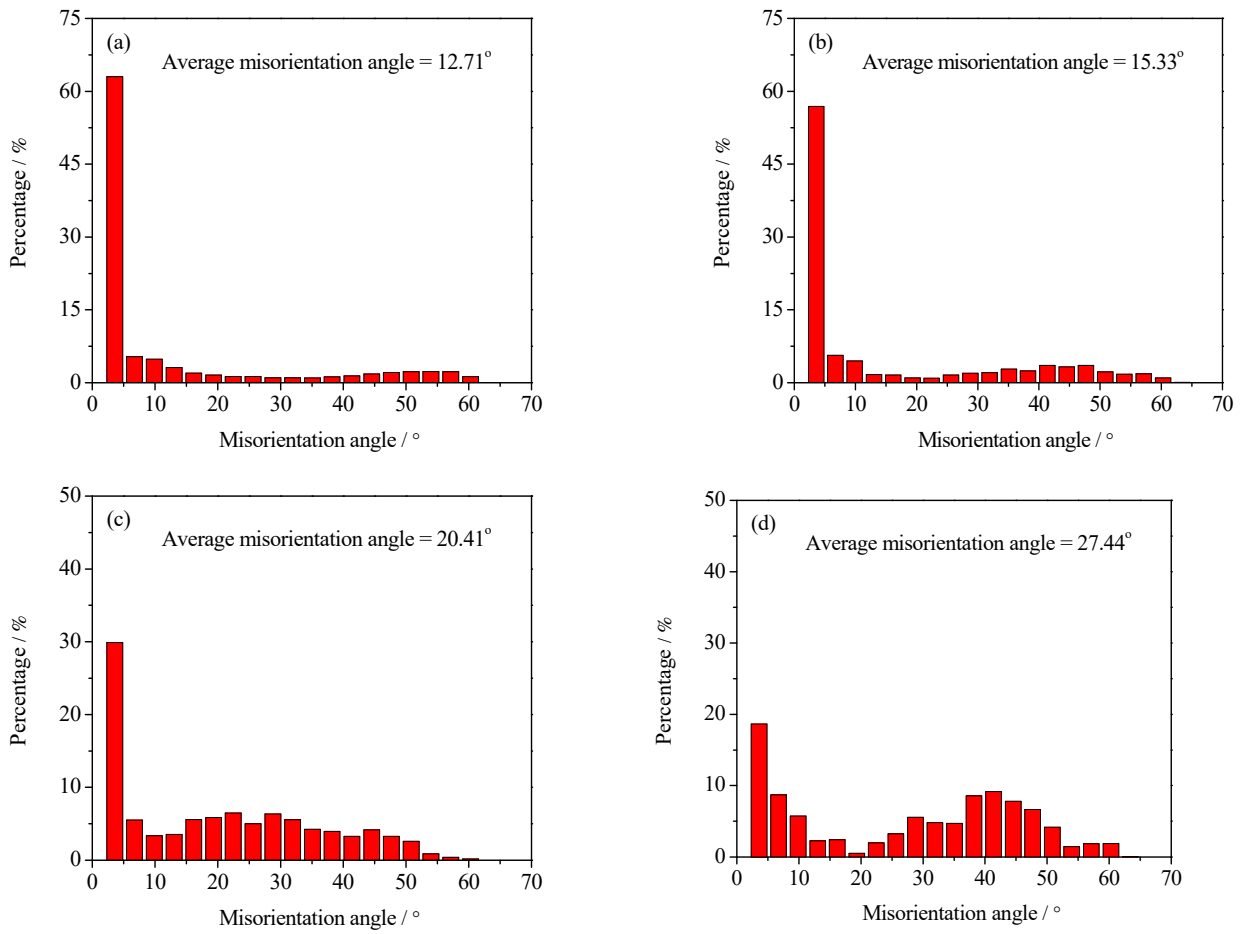 (a)
Average misorientation angle = 12.71°
75
60
45
30
15
0
Percentage / %
0 10 20 30 40 50 60 70
Misorientation angle / °
(b)
Average misorientation angle = 15.33°
75
60
45
30
15
0
Percentage / %
0 10 20 30 40 50 60 70
Misorientation angle / °
(c)
Average misorientation angle = 20.41°
50
40
30
20
10
0
Percentage / %
0 10 20 30 40 50 60 70
Misorientation angle / °
(d)
Average misorientation angle = 27.44°
50
40
30
20
10
0
Percentage / %
0 10 20 30 40 50 60 70
Misorientation angle / °